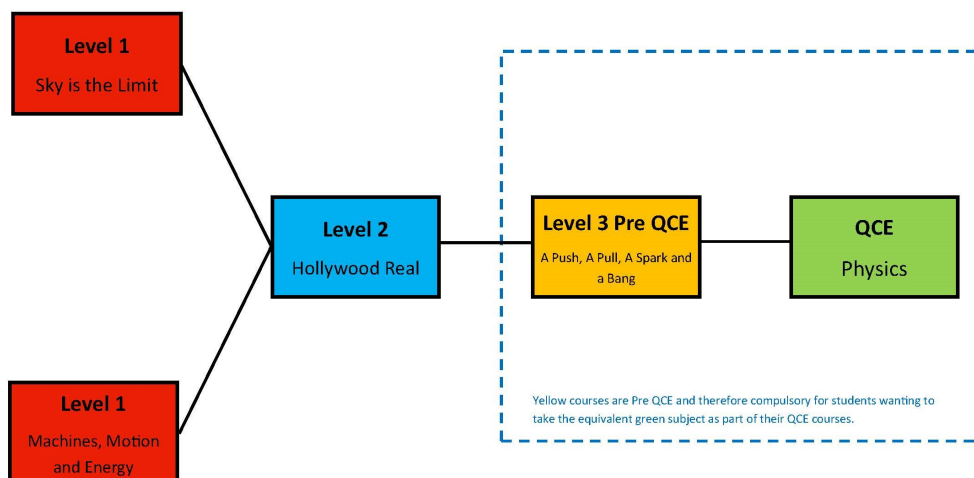 Level 1
Sky is the Limit
Level 2
Hollywood Real
Level 3 Pre QCE
A Push, A Pull, A Spark and
a Bang
QCE
Physics
Level 1
Machines, Motion
and Energy
Yellow courses are Pre QCE and therefore compulsory for students wanting to
take the equivalent green subject as part of their QCE courses.